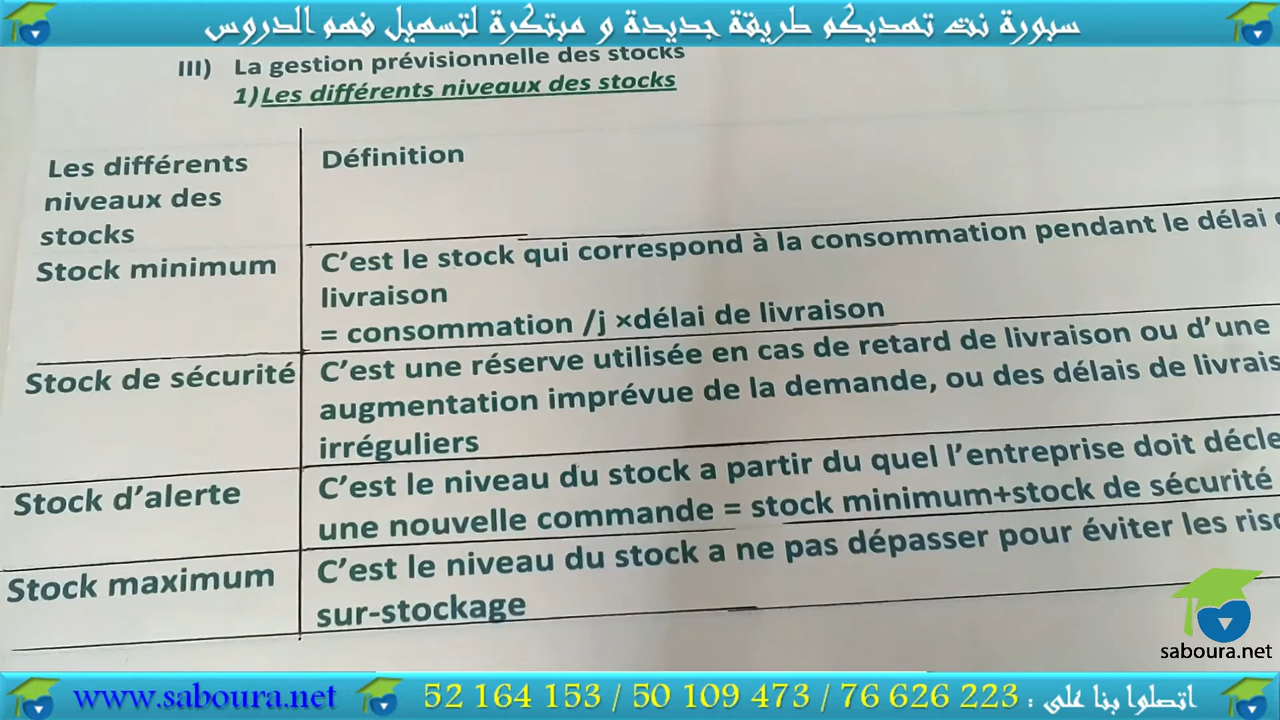 سبورة نت تهديكم طريقة جديدة و مبتكرة لتسهيل فهم الدروس
III) La gestion prévisionnelle des stocks
1)Les différents niveaux des stocks
Les différents
niveaux des
stocks
Définition
Stock minimum
C'est le stock qui correspond à la consommation pendant le délai
livraison
= consommation /j ×délai de livraison
Stock de sécurité
C'est une réserve utilisée en cas de retard de livraison ou d'une
augmentation imprévue de la demande, ou des délais de livrais
irréguliers
Stock d'alerte
C'est le niveau du stock a partir du quel l'entreprise doit décle
une nouvelle commande = stock minimum+stock de sécurité
Stock maximum
C'est le niveau du stock a ne pas dépasser pour éviter les ris
sur-stockage
saboura.net
www.saboura.net
اتصلوا بنا على : 52 164 153 / 50 109 473 / 76 626 223